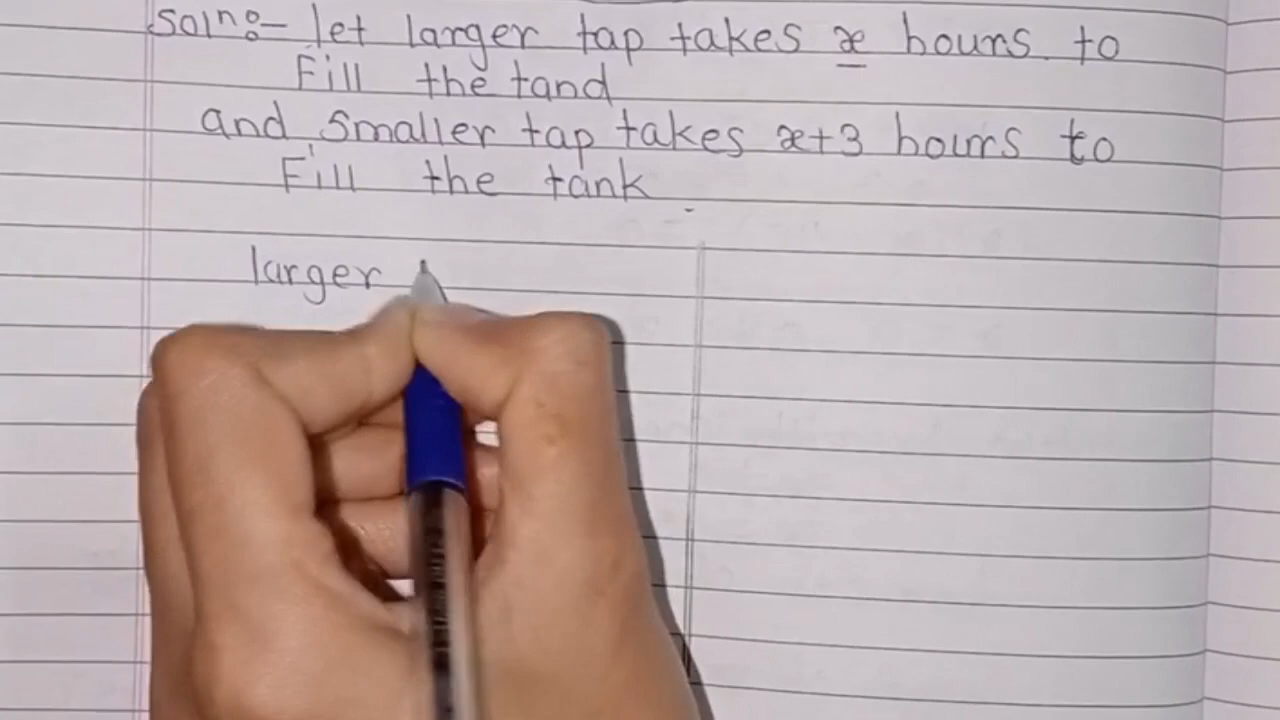 Soln:- let larger tap takes x hours to
Fill the tand
and smaller tap takes x+3 hours to
Fill the tank
larger